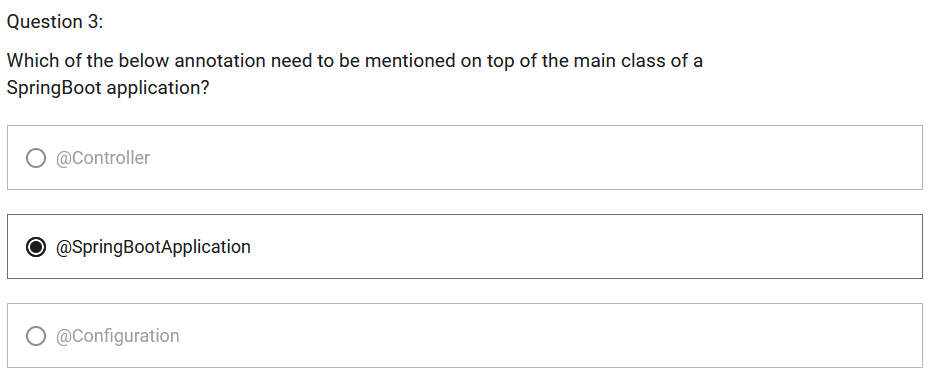 Question 3:
Which of the below annotation need to be mentioned on top of the main class of a
SpringBoot application?
@Controller
@SpringBootApplication
@Configuration